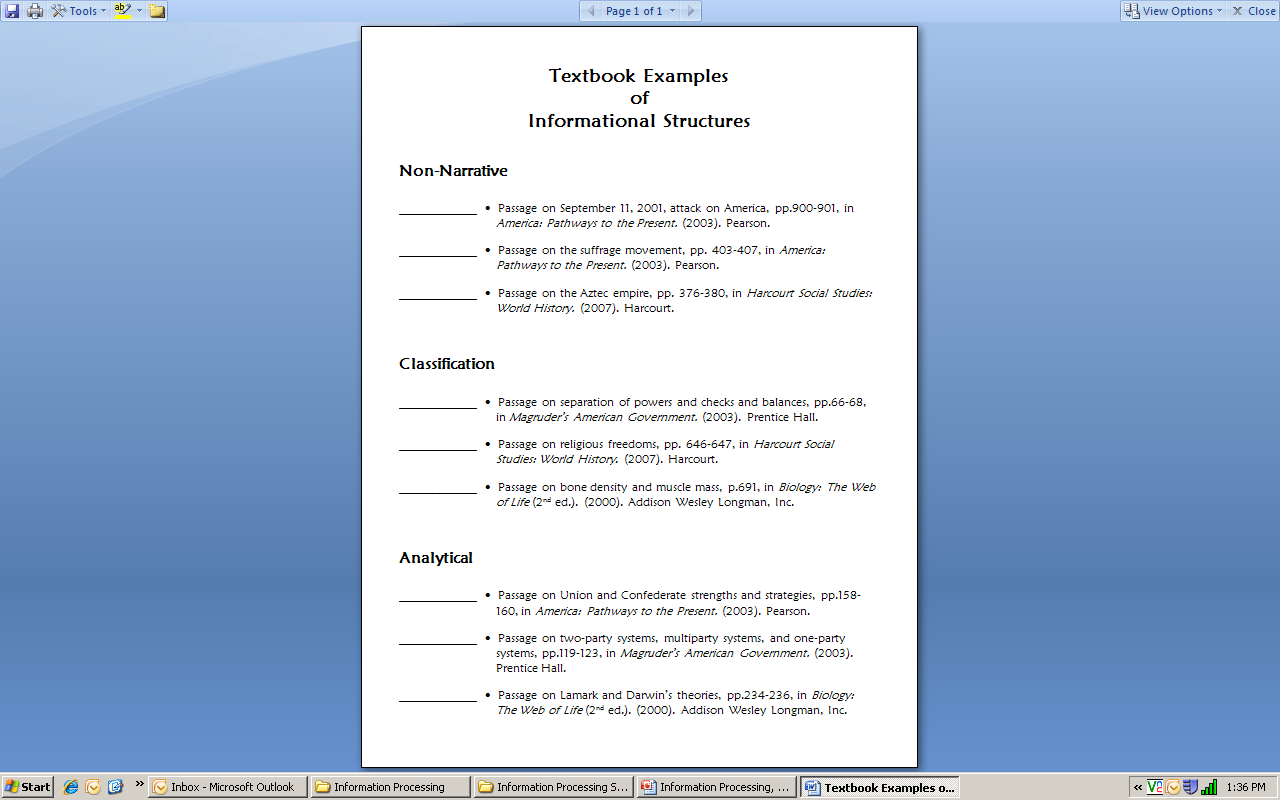 Tools
Page 1 of 1
View Options
Close
Textbook Examples
of
Informational Structures
Non-Narrative
____________ • Passage on September 11, 2001, attack on America, pp.900-901, in
America: Pathways to the Present. (2003). Pearson.
____________ • Passage on the suffrage movement, pp. 403-407, in America:
Pathways to the Present. (2003). Pearson.
____________ • Passage on the Aztec empire, pp. 376-380, in Harcourt Social Studies:
World History. (2007). Harcourt.
Classification
____________ • Passage on separation of powers and checks and balances, pp.66-68,
in Magruder's American Government. (2003). Prentice Hall.
____________ • Passage on religious freedoms, pp. 646-647, in Harcourt Social
Studies: World History. (2007). Harcourt.
____________ • Passage on bone density and muscle mass, p.691, in Biology: The Web
of Life (2nd ed.). (2000). Addison Wesley Longman, Inc.
Analytical
____________ • Passage on Union and Confederate strengths and strategies, pp.158-
160, in America: Pathways to the Present. (2003). Pearson.
____________ • Passage on two-party systems, multiparty systems, and one-party
systems, pp.119-123, in Magruder's American Government. (2003).
Prentice Hall.
____________ • Passage on Lamark and Darwin's theories, pp.234-236, in Biology:
The Web of Life (2nd ed.). (2000). Addison Wesley Longman, Inc.
Start
Inbox - Microsoft Outlook
Information Processing
Information Processing S...
Information Processing, ...
Textbook Examples o...
1:36 PM